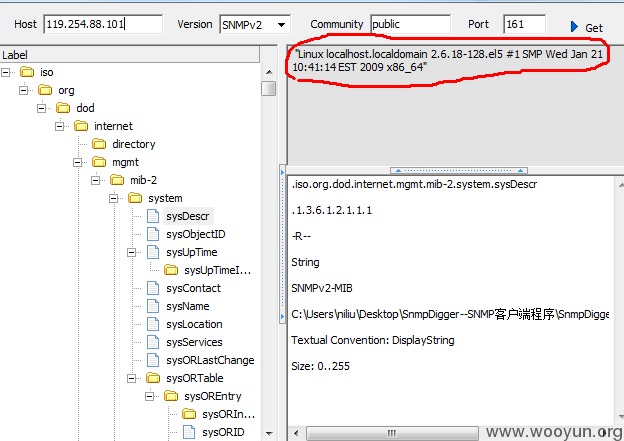 Host 119.254.88.101 Version SNMPv2 Community public Port 161 Get
Label
iso
org
dod
internet
directory
mgmt
mib-2
system
sysDescr
sysObjectID
sysUpTime
sysUpTimeI...
sysContact
sysName
sysLocation
sysServices
sysORLastChange
sysORTable
sysOREntry
sysORIn...
sysORID
"Linux localhost.localdomain 2.6.18-128.el5 #1 SMP Wed Jan 21
10:41:14 EST 2009 x86_64"
.iso.org.dod.internet.mgmt.mib-2.system.sysDescr
.1.3.6.1.2.1.1.1
-R--
String
SNMPv2-MIB
C:\Users\niliu\Desktop\SnmpDigger--SNMP客户端程序\SnmpDigge
Textual Convention: DisplayString
Size: 0..255
www.wooyun.org